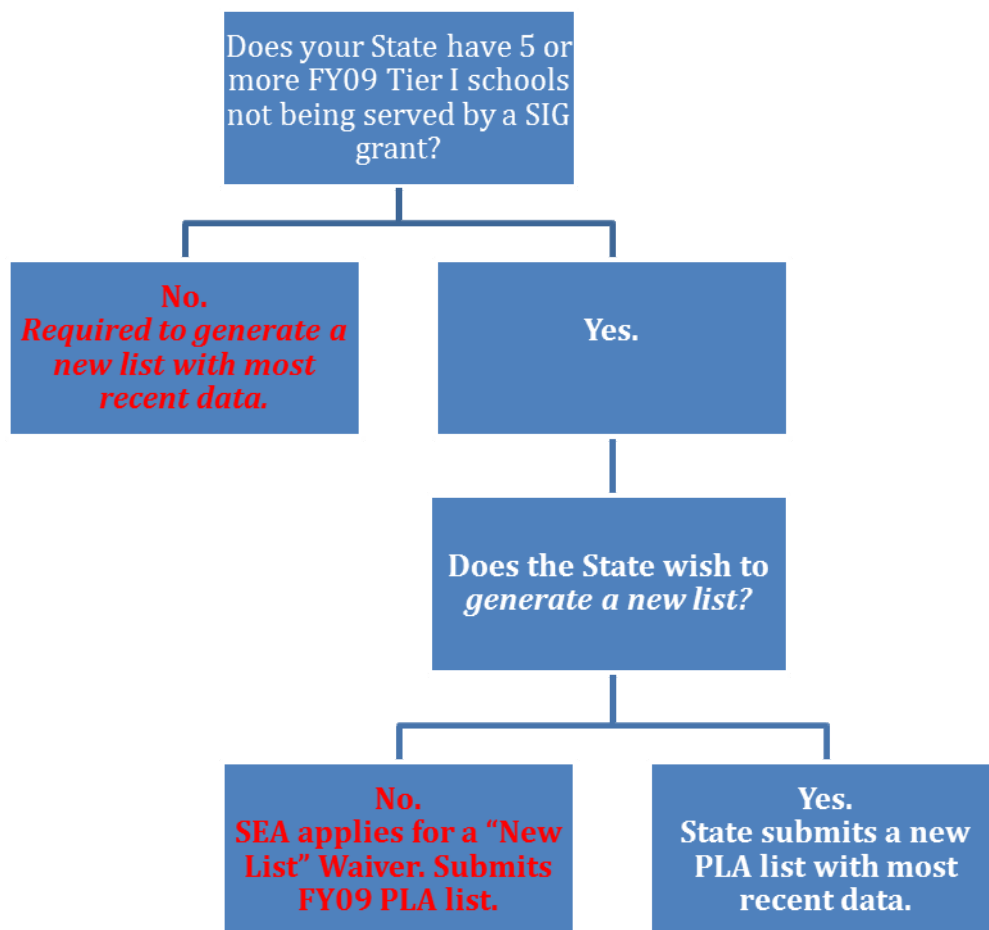 Does your State have 5 or
more FY09 Tier I schools
not being served by a SIG
grant?
No.
Required to generate a
new list with most
recent data.
Yes.
Does the State wish to
generate a new list?
No.
SEA applies for a “New
List” Waiver. Submits
FY09 PLA list.
Yes.
State submits a new
PLA list with most
recent data.